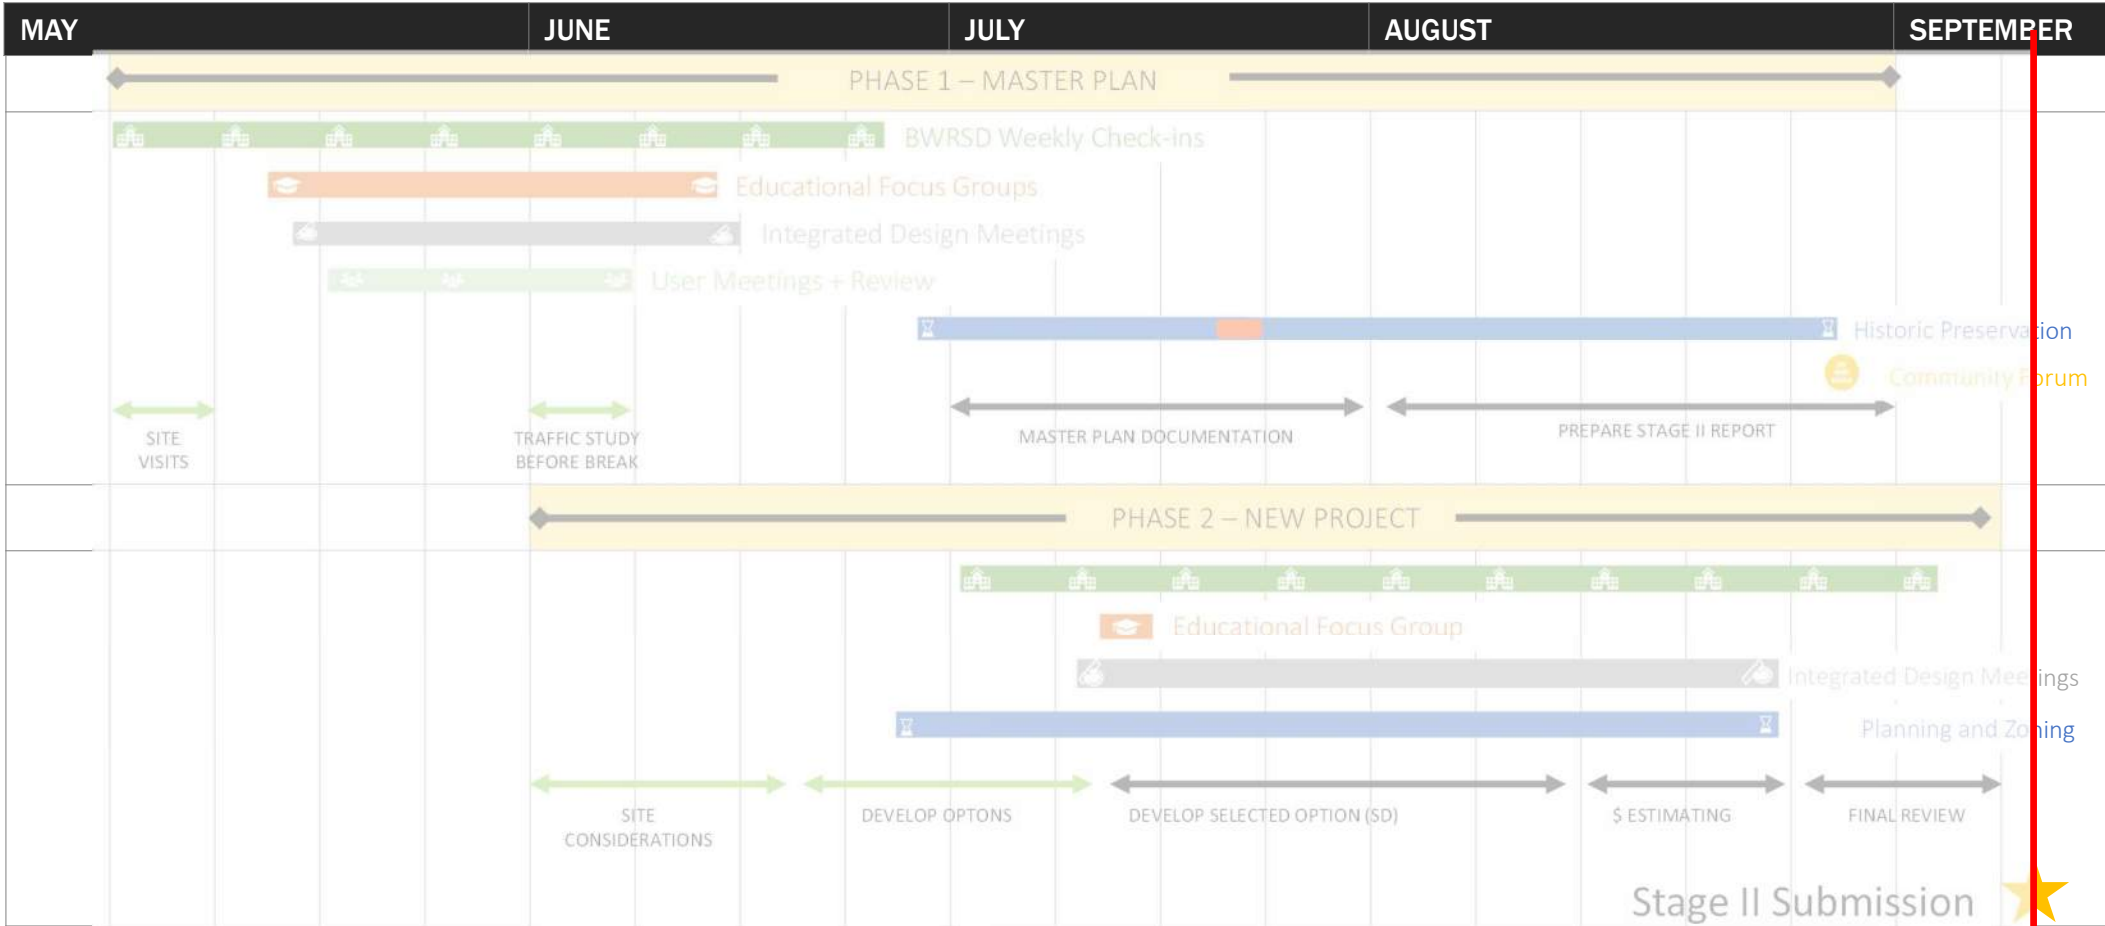 MAY
JUNE
JULY
AUGUST
SEPTEMBER
PHASE 1 – MASTER PLAN
BWRSD Weekly Check-ins
Educational Focus Groups
Integrated Design Meetings
User Meetings + Review
Historic Preservation
Community Forum
SITE
VISITS
TRAFFIC STUDY
BEFORE BREAK
MASTER PLAN DOCUMENTATION
PREPARE STAGE II REPORT
PHASE 2 – NEW PROJECT
Educational Focus Group
Integrated Design Meetings
Planning and Zoning
SITE
CONSIDERATIONS
DEVELOP OPTONS
DEVELOP SELECTED OPTION (SD)
$ ESTIMATING
FINAL REVIEW
Stage II Submission